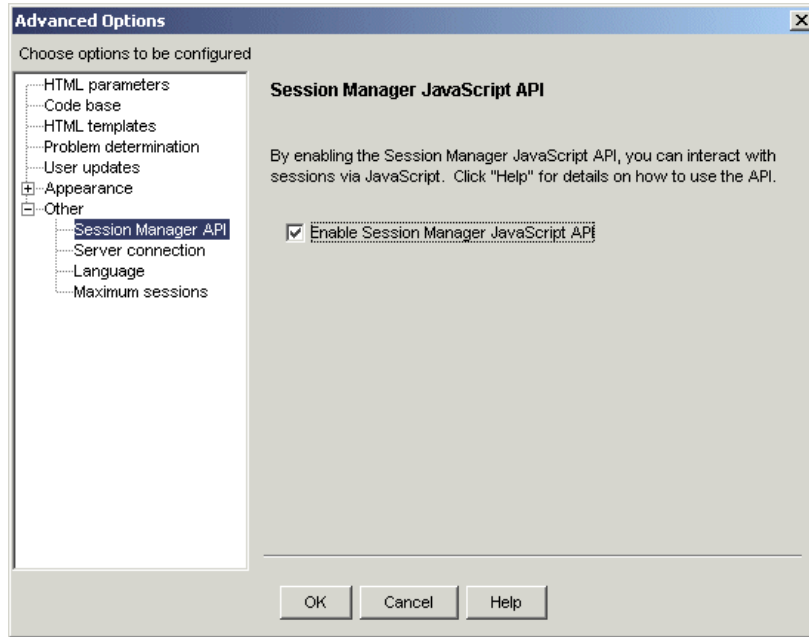 Advanced Options
Choose options to be configured
HTML parameters
Code base
HTML templates
Problem determination
User updates
Appearance
Other
Session Manager API
Server connection
Language
Maximum sessions
Session Manager JavaScript API
By enabling the Session Manager JavaScript API, you can interact with
sessions via JavaScript. Click "Help" for details on how to use the API.
Enable Session Manager JavaScript API
OK
Cancel
Help